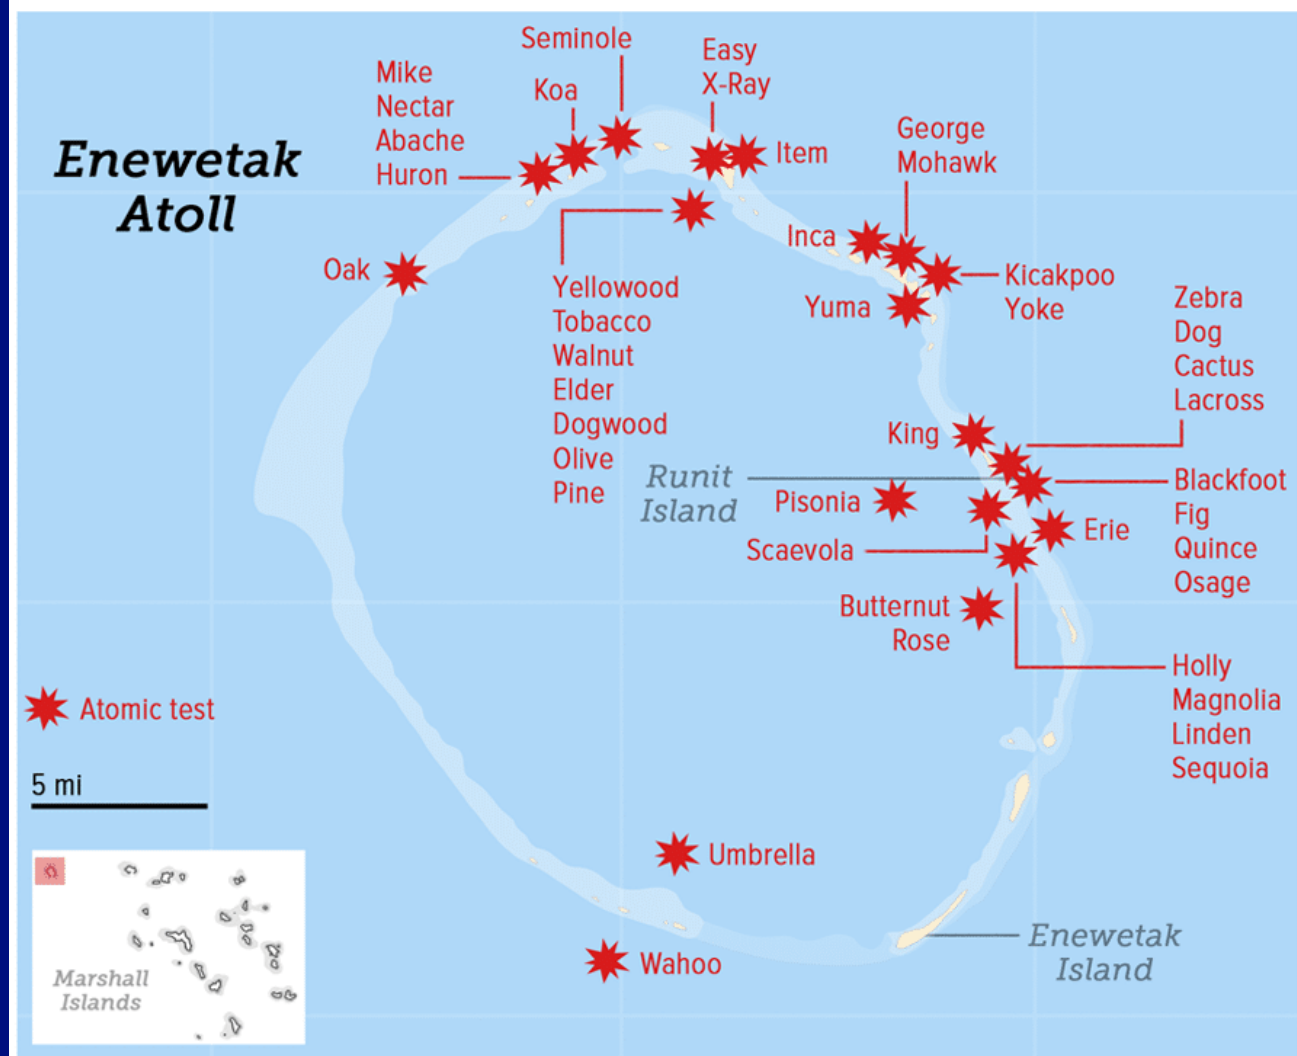 Seminole
Easy
X-Ray
Mike
Nectar
Abache
Huron
Koa
Enewetak
Atoll
Item
George
Mohawk
Inca
Oak
Kicakpoo
Yoke
Yellowood
Tobacco
Walnut
Elder
Dogwood
Olive
Pine
Yuma
Zebra
Dog
Cactus
Lacross
King
Runit
Island
Pisonia
Blackfoot
Fig
Quince
Osage
Erie
Scaevola
Butternut
Rose
Holly
Magnolia
Linden
Sequoia
Atomic test
5 mi
Umbrella
Wahoo
Enewetak
Island
Marshall
Islands